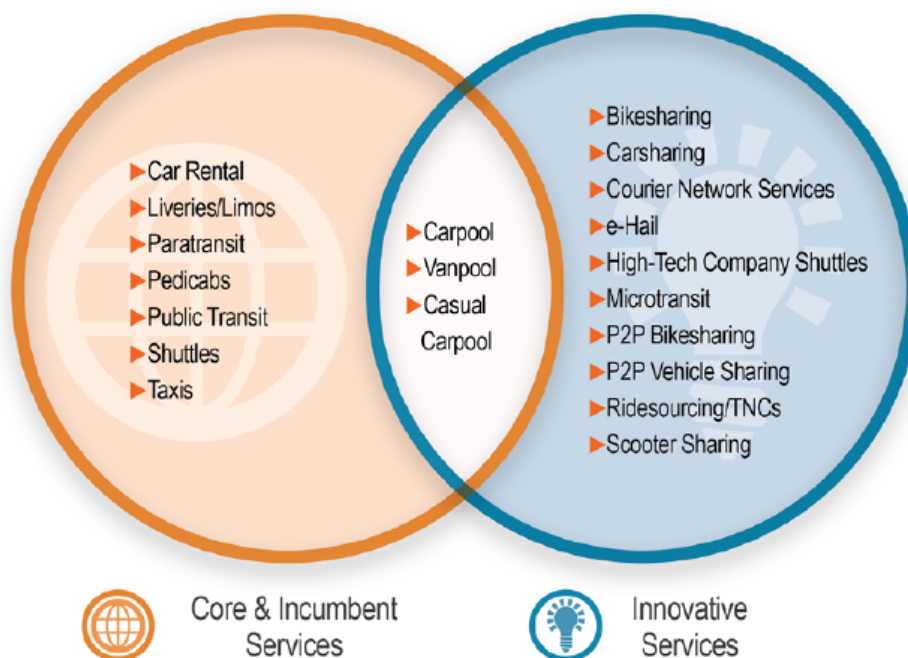 Car Rental
Liveries/Limos
Paratransit
Pedicabs
Public Transit
Shuttles
Taxis
Carpool
Vanpool
Casual
Carpool
Bikesharing
Carsharing
Courier Network Services
e-Hail
High-Tech Company Shuttles
Microtransit
P2P Bikesharing
P2P Vehicle Sharing
Ridesourcing/TNCs
Scooter Sharing
Core & Incumbent
Services
Innovative
Services